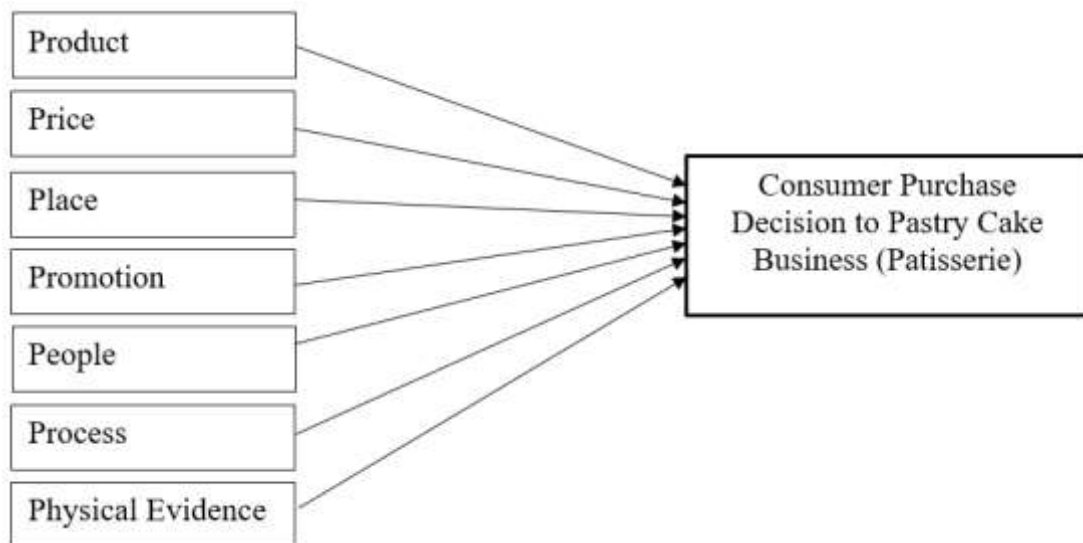 Product
Price
Place
Promotion
People
Process
Physical Evidence
Consumer Purchase
Decision to Pastry Cake
Business (Patisserie)